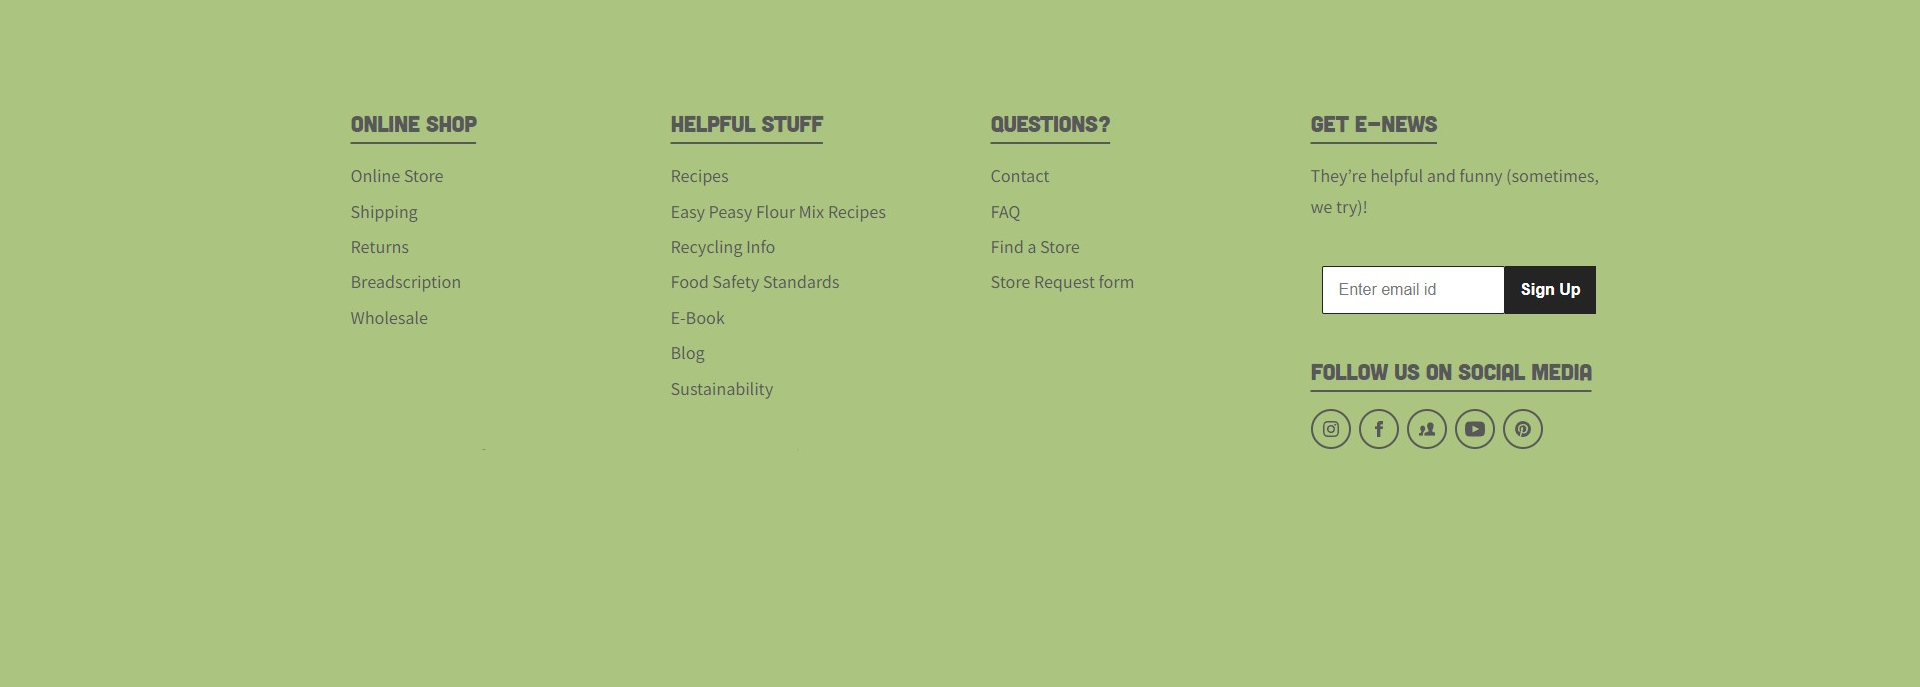 ONLINE SHOP
Online Store
Shipping
Returns
Breadscription
Wholesale
HELPFUL STUFF
Recipes
Easy Peasy Flour Mix Recipes
Recycling Info
Food Safety Standards
E-Book
Blog
Sustainability
QUESTIONS?
Contact
FAQ
Find a Store
Store Request form
GET E-NEWS
They’re helpful and funny (sometimes,
we try)!
Enter email id
Sign Up
FOLLOW US ON SOCIAL MEDIA